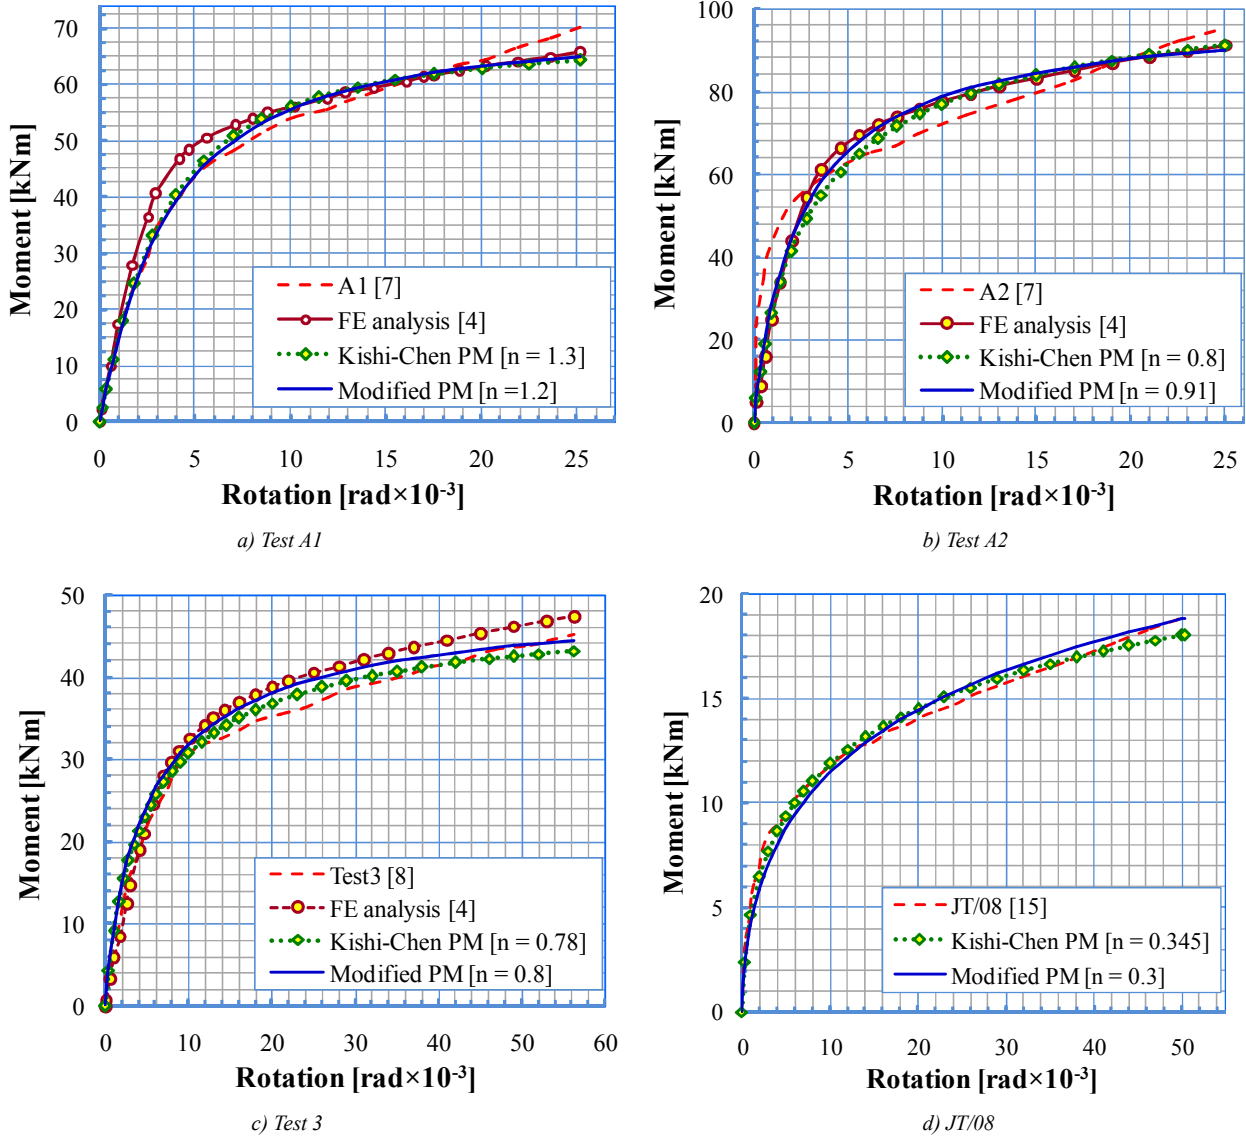 70
60
50
40
30
20
10
0
Moment [kNm]
A1 [7]
FE analysis [4]
Kishi-Chen PM [n = 1.3]
Modified PM [n =1.2]
0 5 10 15 20 25
Rotation [rad×10⁻³]
a) Test A1
100
80
60
40
20
0
Moment [kNm]
A2 [7]
FE analysis [4]
Kishi-Chen PM [n = 0.8]
Modified PM [n = 0.91]
0 5 10 15 20 25
Rotation [rad×10⁻³]
b) Test A2
50
40
30
20
10
0
Moment [kNm]
Test3 [8]
FE analysis [4]
Kishi-Chen PM [n = 0.78]
Modified PM [n = 0.8]
0 10 20 30 40 50 60
Rotation [rad×10⁻³]
c) Test 3
20
15
10
5
0
Moment [kNm]
JT/08 [15]
Kishi-Chen PM [n = 0.345]
Modified PM [n = 0.3]
0 10 20 30 40 50
Rotation [rad×10⁻³]
d) JT/08